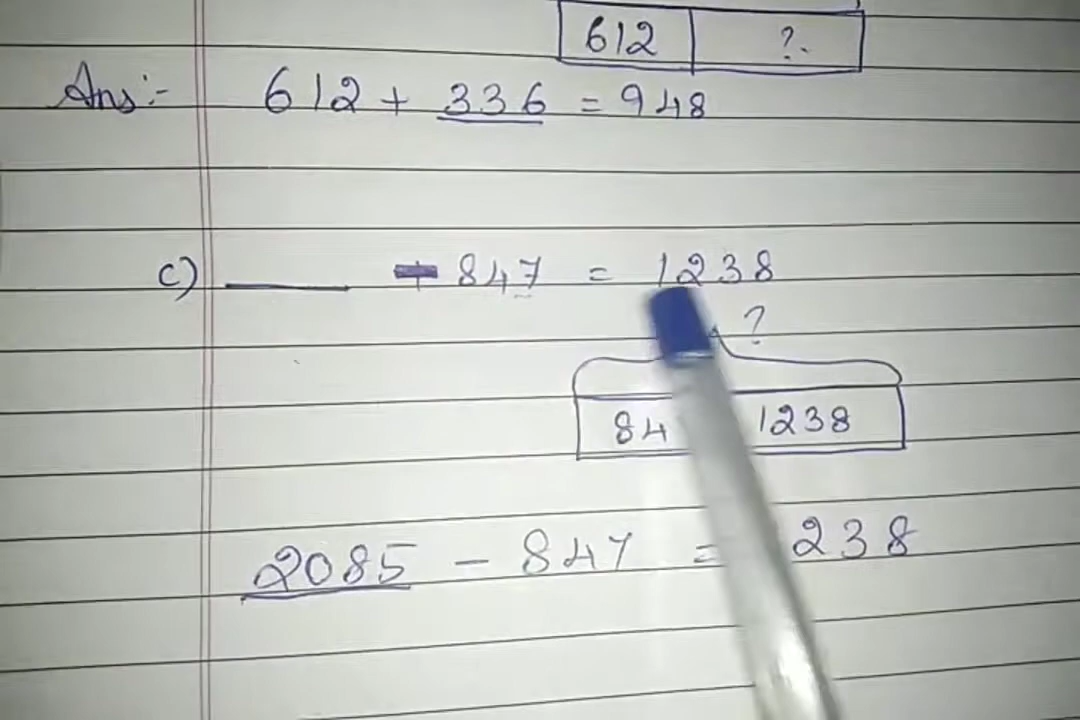 612 ?
Ans:- 612 + 336 = 948
c) ____ - 847 = 1238
?
84 1238
2085 - 847 = 238